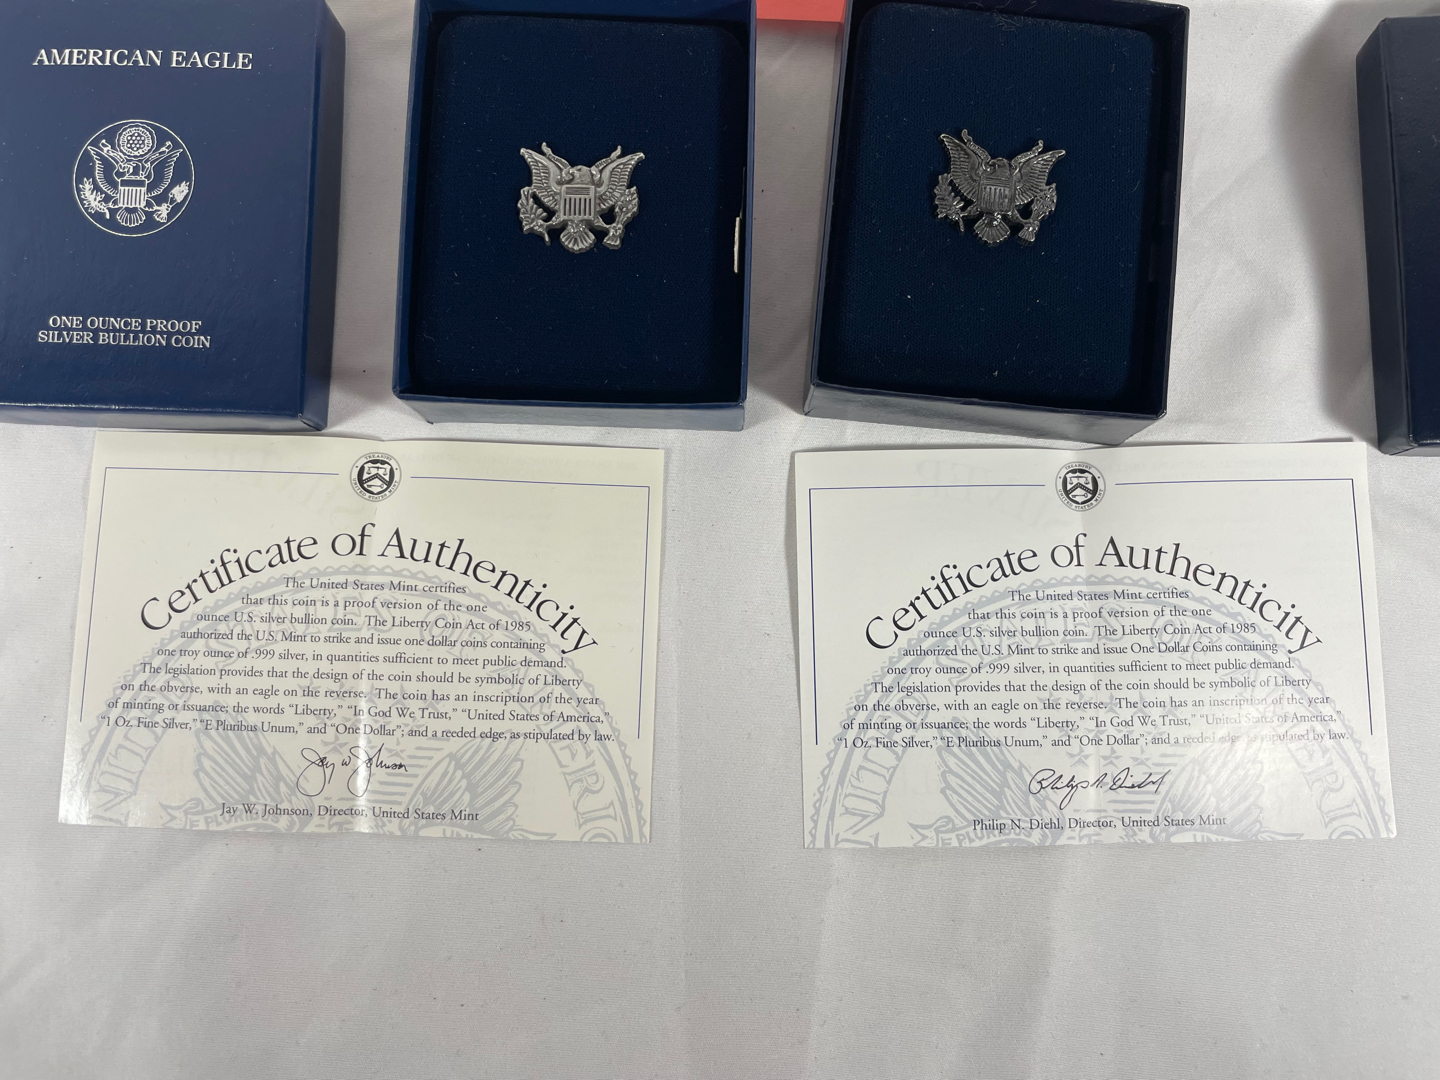 AMERICAN EAGLE
ONE OUNCE PROOF
SILVER BULLION COIN
TREASURY
UNITED STATES MINT
Certificate of Authenticity
The United States Mint certifies
that this coin is a proof version of the one
ounce U.S. silver bullion coin. The Liberty Coin Act of 1985
authorized the U.S. Mint to strike and issue one dollar coins containing
one troy ounce of .999 silver, in quantities sufficient to meet public demand.
The legislation provides that the design of the coin should be symbolic of Liberty
on the obverse, with an eagle on the reverse. The coin has an inscription of the year
of minting or issuance; the words “Liberty,” “In God We Trust,” “United States of America,
“1 Oz. Fine Silver,” “E Pluribus Unum,” and “One Dollar”; and a reeded edge, as stipulated by law.
Jay W Johnson
Jay W. Johnson, Director, United States Mint
TREASURY
UNITED STATES MINT
Certificate of Authenticity
The United States Mint certifies
that this coin is a proof version of the one
ounce U.S. silver bullion coin. The Liberty Coin Act of 1985
authorized the U.S. Mint to strike and issue One Dollar Coins containing
one troy ounce of .999 silver, in quantities sufficient to meet public demand.
The legislation provides that the design of the coin should be symbolic of Liberty
on the obverse, with an eagle on the reverse. The coin has an inscription of the year
of minting or issuance; the words “Liberty,” “In God We Trust,” “United States of America,”
“1 Oz. Fine Silver,” “E Pluribus Unum,” and “One Dollar”; and a reeded edge, as stipulated by law.
Philip N. Diehl
Philip N. Diehl, Director, United States Mint